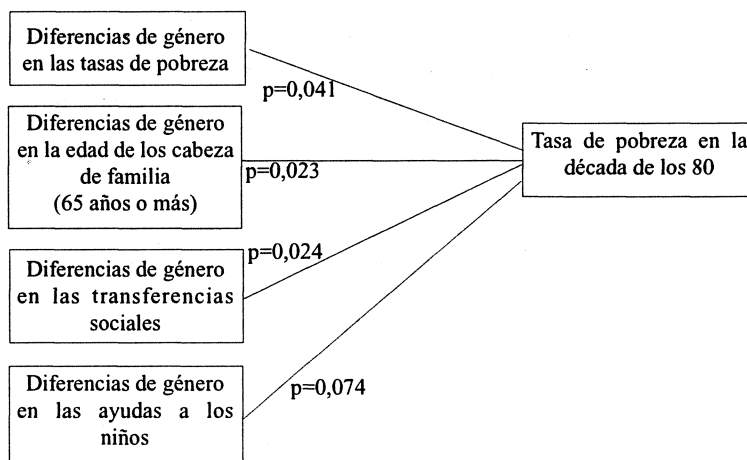 Diferencias de género
en las tasas de pobreza
p=0,041
Diferencias de género
en la edad de los cabeza
de familia
(65 años o más)
p=0,023
Tasa de pobreza en la
década de los 80
p=0,024
Diferencias de género
en las transferencias
sociales
Diferencias de género
en las ayudas a los
niños
p=0,074